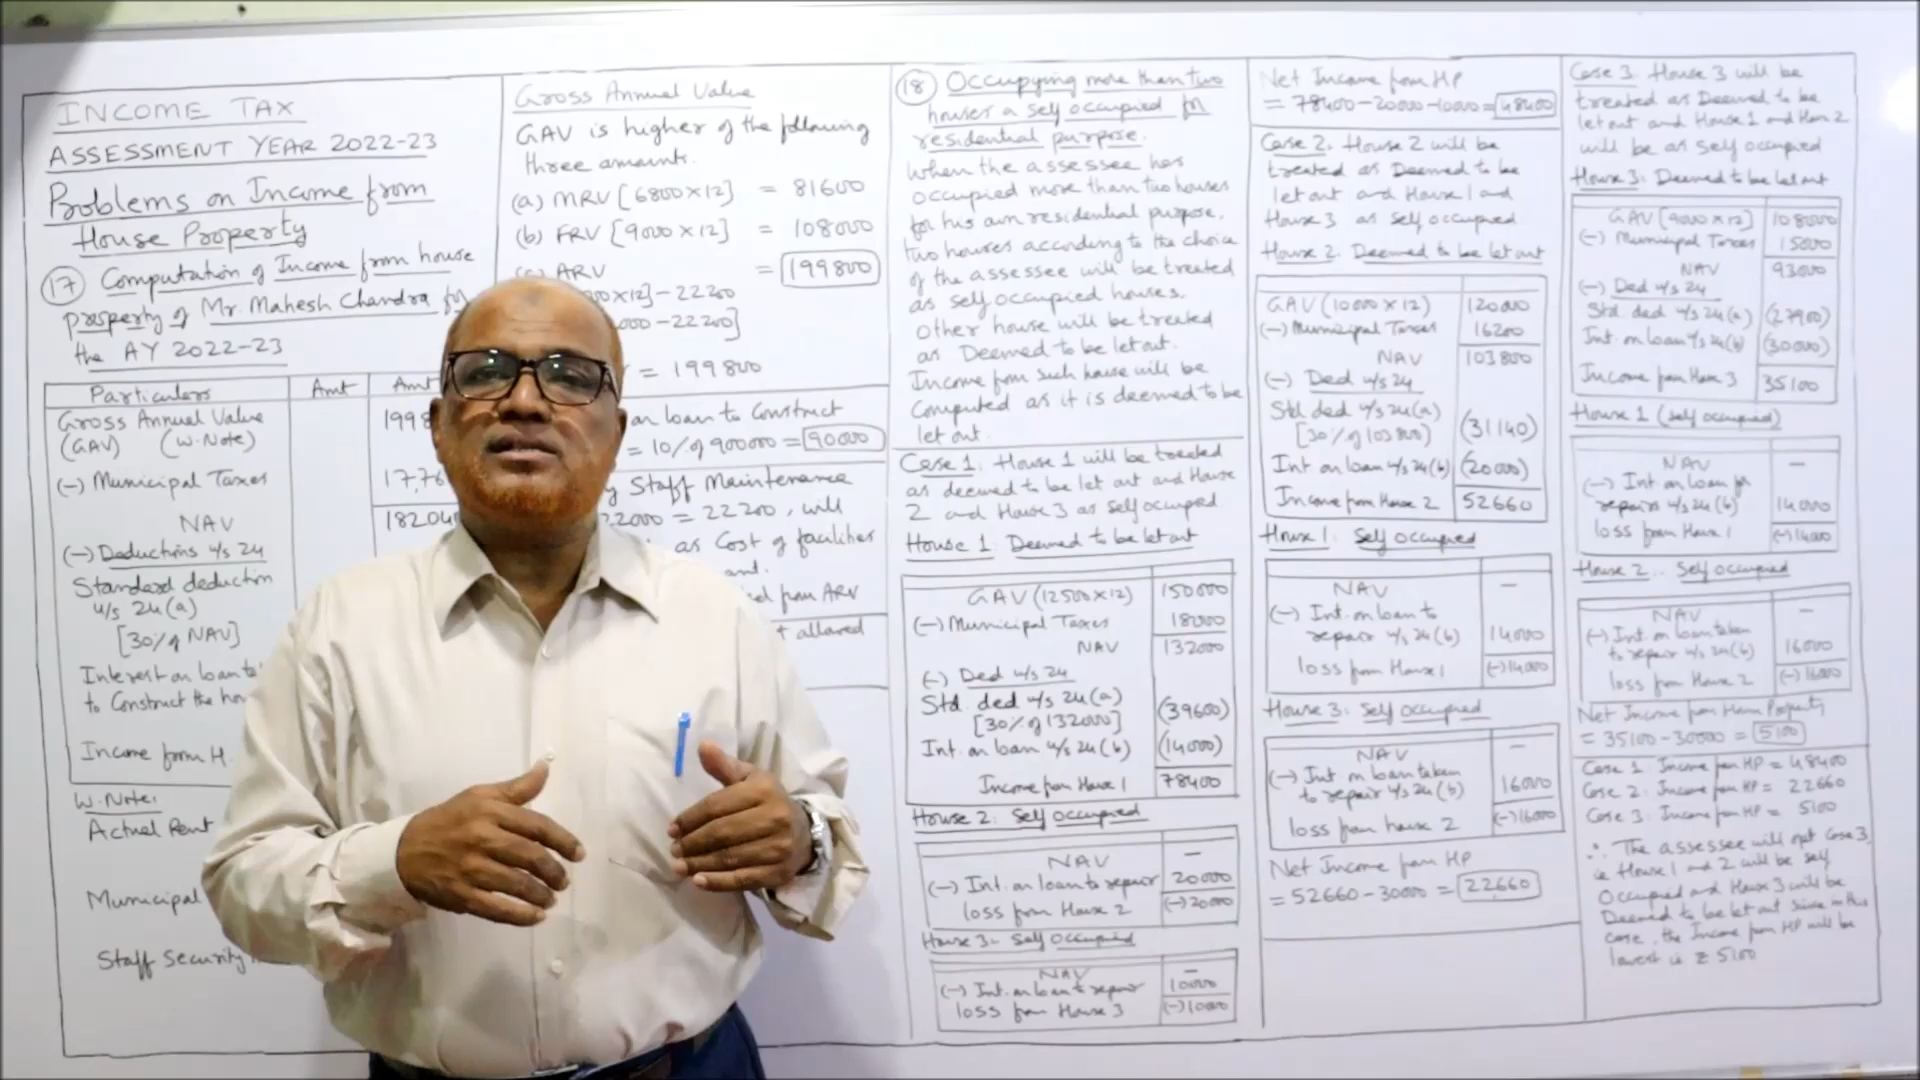 INCOME TAX
ASSESSMENT YEAR 2022-23
Problems on Income from
House Property
17 Computation of Income from house
property of Mr. Mahesh Chandra for
the AY 2022-23
Particulars Amt Amt
Gross Annual Value 1998
(GAV) (W.Note)
(-) Municipal Taxes 17,76
NAV 18204
(-) Deductions u/s 24
Standard deduction
u/s 24(a)
[30% of NAV]
Interest on loan
to Construct the
Income from H.
W.Note:
Actual Rent
Municipal
Staff Security
Gross Annual Value
GAV is higher of the following
three amounts.
(a) MRV [6800 × 12] = 81600
(b) FRV [9000 × 12] = 108000
(c) ARV = 199800
00×12] - 22200
000 - 22200]
= 199800
on loan to Construct
= 10% of 900000 = 90000
Staff Maintenance
22000 = 22200, will
as Cost of facilities
from ARV
allowed
18 Occupying more than two
houses a self occupied for
residential purpose.
When the assessee has
occupied more than two houses
for his own residential purpose,
two houses according to the choice
of the assessee will be treated
as self occupied houses.
Other house will be treated
as Deemed to be let out.
Income from such house will be
Computed as it is deemed to be
let out.
Case 1. House 1 will be treated
as deemed to be let out and House
2 and House 3 as self occupied
House 1: Deemed to be let out
GAV (12500 × 12) 150000
(-) Municipal Taxes 18000
NAV 132000
(-) Ded u/s 24
Std. ded u/s 24(a)
[30% of 132000] (39600)
Int. on loan u/s 24(b) (14000)
Income from House 1 78400
House 2: Self occupied
NAV —
(-) Int. on loan to repair 20000
loss from House 2 (-) 20000
House 3:- Self occupied
NAV —
(-) Int. on loan to repair 10000
loss from House 3 (-) 10000
Net Income from HP
= 78400 - 20000 - 10000 = 48400
Case 2. House 2 will be
treated as Deemed to be
let out and House 1 and
House 3 as self occupied
House 2. Deemed to be let out
GAV (10000 × 12) 120000
(-) Municipal Taxes 16200
NAV 103800
(-) Ded u/s 24
Std ded u/s 24(a)
[30% of 103800] (31140)
Int on loan u/s 24(b) (20000)
Income from House 2 52660
House 1. Self occupied
NAV —
(-) Int. on loan to
repair u/s 24(b) 14000
loss from House 1 (-) 14000
House 3: Self occupied
NAV —
(-) Int on loan taken
to repair u/s 24(b) 16000
loss from house 2 (-) 16000
Net Income from HP
= 52660 - 30000 = 22660
Case 3. House 3 will be
treated as Deemed to be
let out and House 1 and House 2
will be as self occupied
House 3: Deemed to be let out
GAV [9000 × 12] 108000
(-) Municipal Taxes 15000
NAV 93000
(-) Ded u/s 24
Std. ded u/s 24(a) (27900)
Int. on loan u/s 24(b) (30000)
Income from House 3 35100
House 1 (self occupied)
NAV —
(-) Int. on loan for
repairs u/s 24(b) 14000
loss from House 1 (-) 14000
House 2.. Self occupied
NAV —
(-) Int. on loan taken
to repair u/s 24(b) 16000
loss from House 2 (-) 16000
Net Income from House Property
= 35100 - 30000 = 5100
Case 1. Income from HP = 48400
Case 2. Income from HP = 22660
Case 3. Income from HP = 5100
∴ The assessee will opt Case 3,
ie House 1 and 2 will be self
occupied and House 3 will be
Deemed to be let out since in this
case, the Income from HP will be
lowest ie ₹ 5100